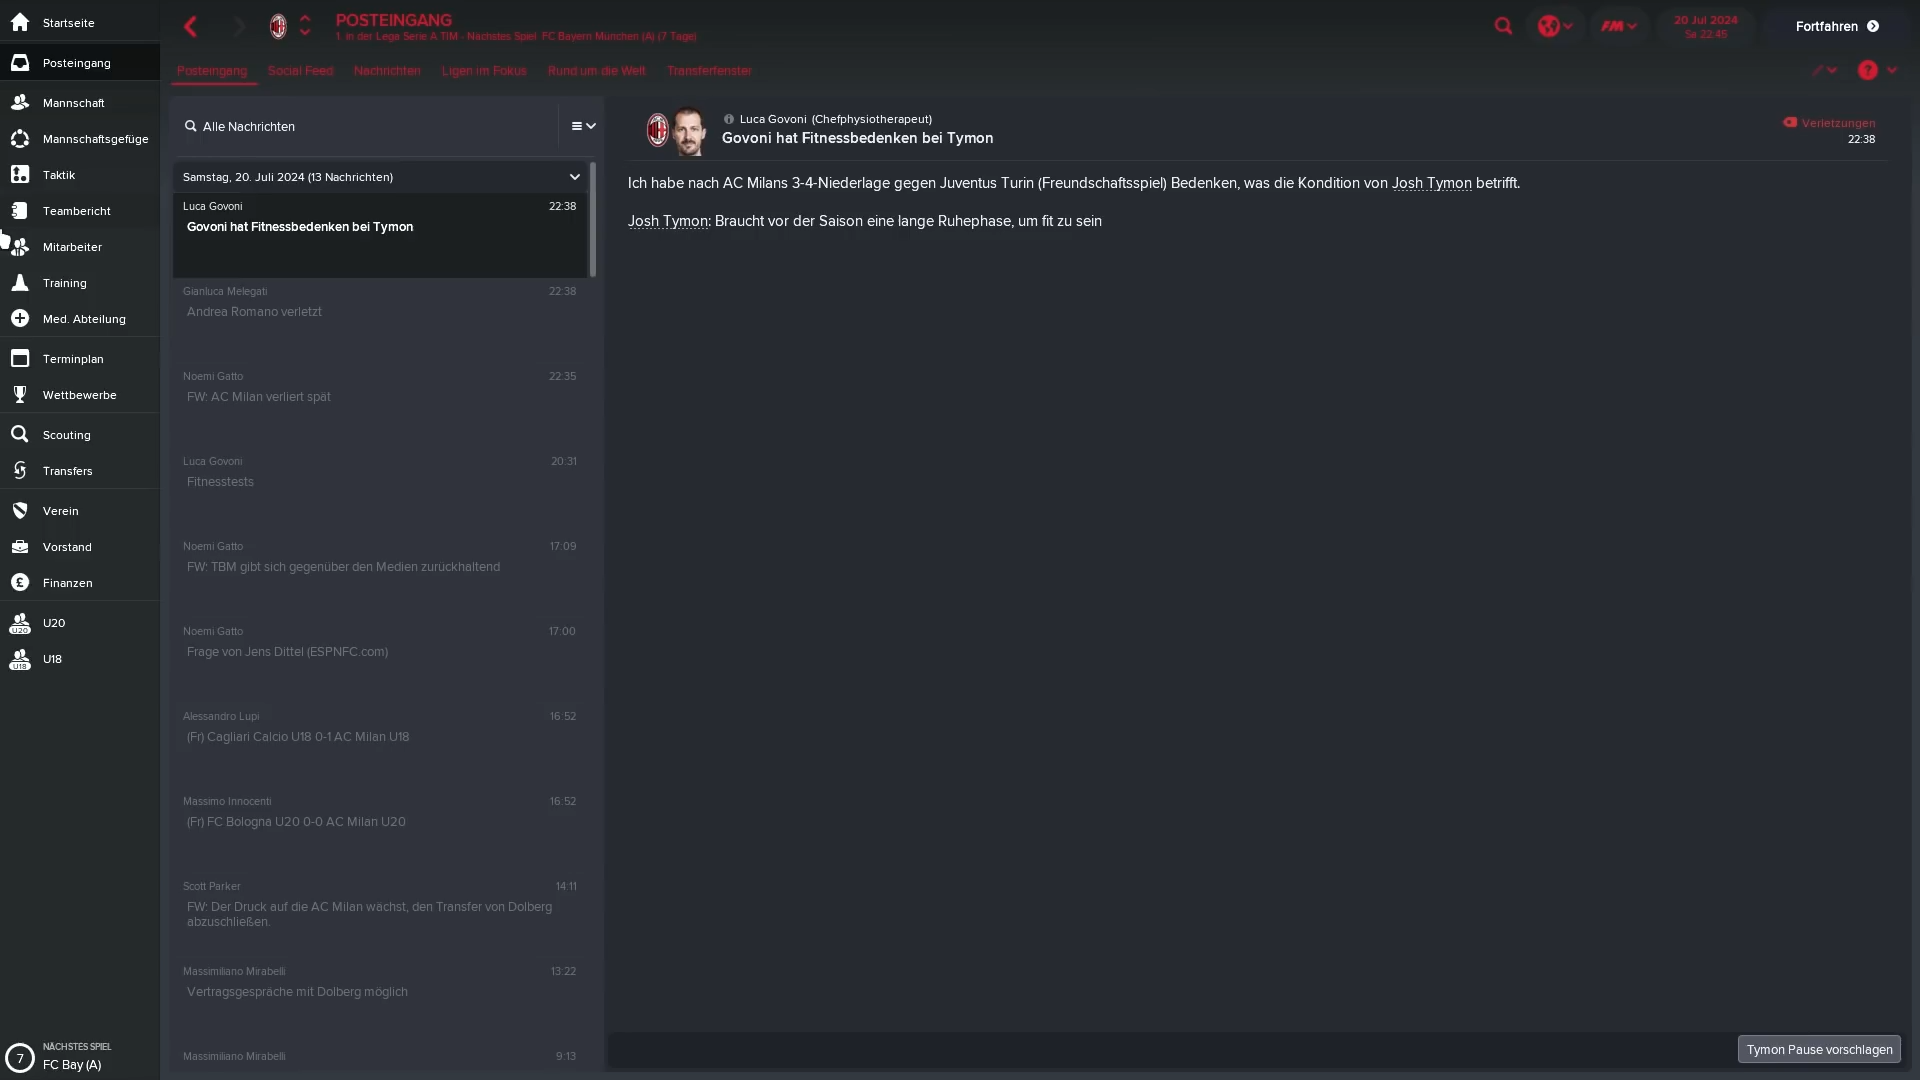 Startseite
Posteingang
Mannschaft
Mannschaftsgefüge
Taktik
Teambericht
Mitarbeiter
Training
Med. Abteilung
Terminplan
Wettbewerbe
Scouting
Transfers
Verein
Vorstand
Finanzen
U20
U20
U18
U18
7
NÄCHSTES SPIEL
FC Bay (A)
POSTEINGANG
1. in der Lega Serie A TIM - Nächstes Spiel: FC Bayern München (A) (7 Tage)
FM
20 Jul 2024
Sa 22:45
Fortfahren
Posteingang
Social Feed
Nachrichten
Ligen im Fokus
Rund um die Welt
Transferfenster
?
Alle Nachrichten
Samstag, 20. Juli 2024 (13 Nachrichten)
Luca Govoni 22:38
Govoni hat Fitnessbedenken bei Tymon
Gianluca Melegati 22:38
Andrea Romano verletzt
Noemi Gatto 22:35
FW: AC Milan verliert spät
Luca Govoni 20:31
Fitnesstests
Noemi Gatto 17:09
FW: TBM gibt sich gegenüber den Medien zurückhaltend
Noemi Gatto 17:00
Frage von Jens Dittel (ESPNFC.com)
Alessandro Lupi 16:52
(Fr) Cagliari Calcio U18 0-1 AC Milan U18
Massimo Innocenti 16:52
(Fr) FC Bologna U20 0-0 AC Milan U20
Scott Parker 14:11
FW: Der Druck auf die AC Milan wächst, den Transfer von Dolberg
abzuschließen.
Massimiliano Mirabelli 13:22
Vertragsgespräche mit Dolberg möglich
Massimiliano Mirabelli 9:13
Luca Govoni (Chefphysiotherapeut)
Govoni hat Fitnessbedenken bei Tymon
Verletzungen
22:38
Ich habe nach AC Milans 3-4-Niederlage gegen Juventus Turin (Freundschaftsspiel) Bedenken, was die Kondition von Josh Tymon betrifft.
Josh Tymon: Braucht vor der Saison eine lange Ruhephase, um fit zu sein
Tymon Pause vorschlagen